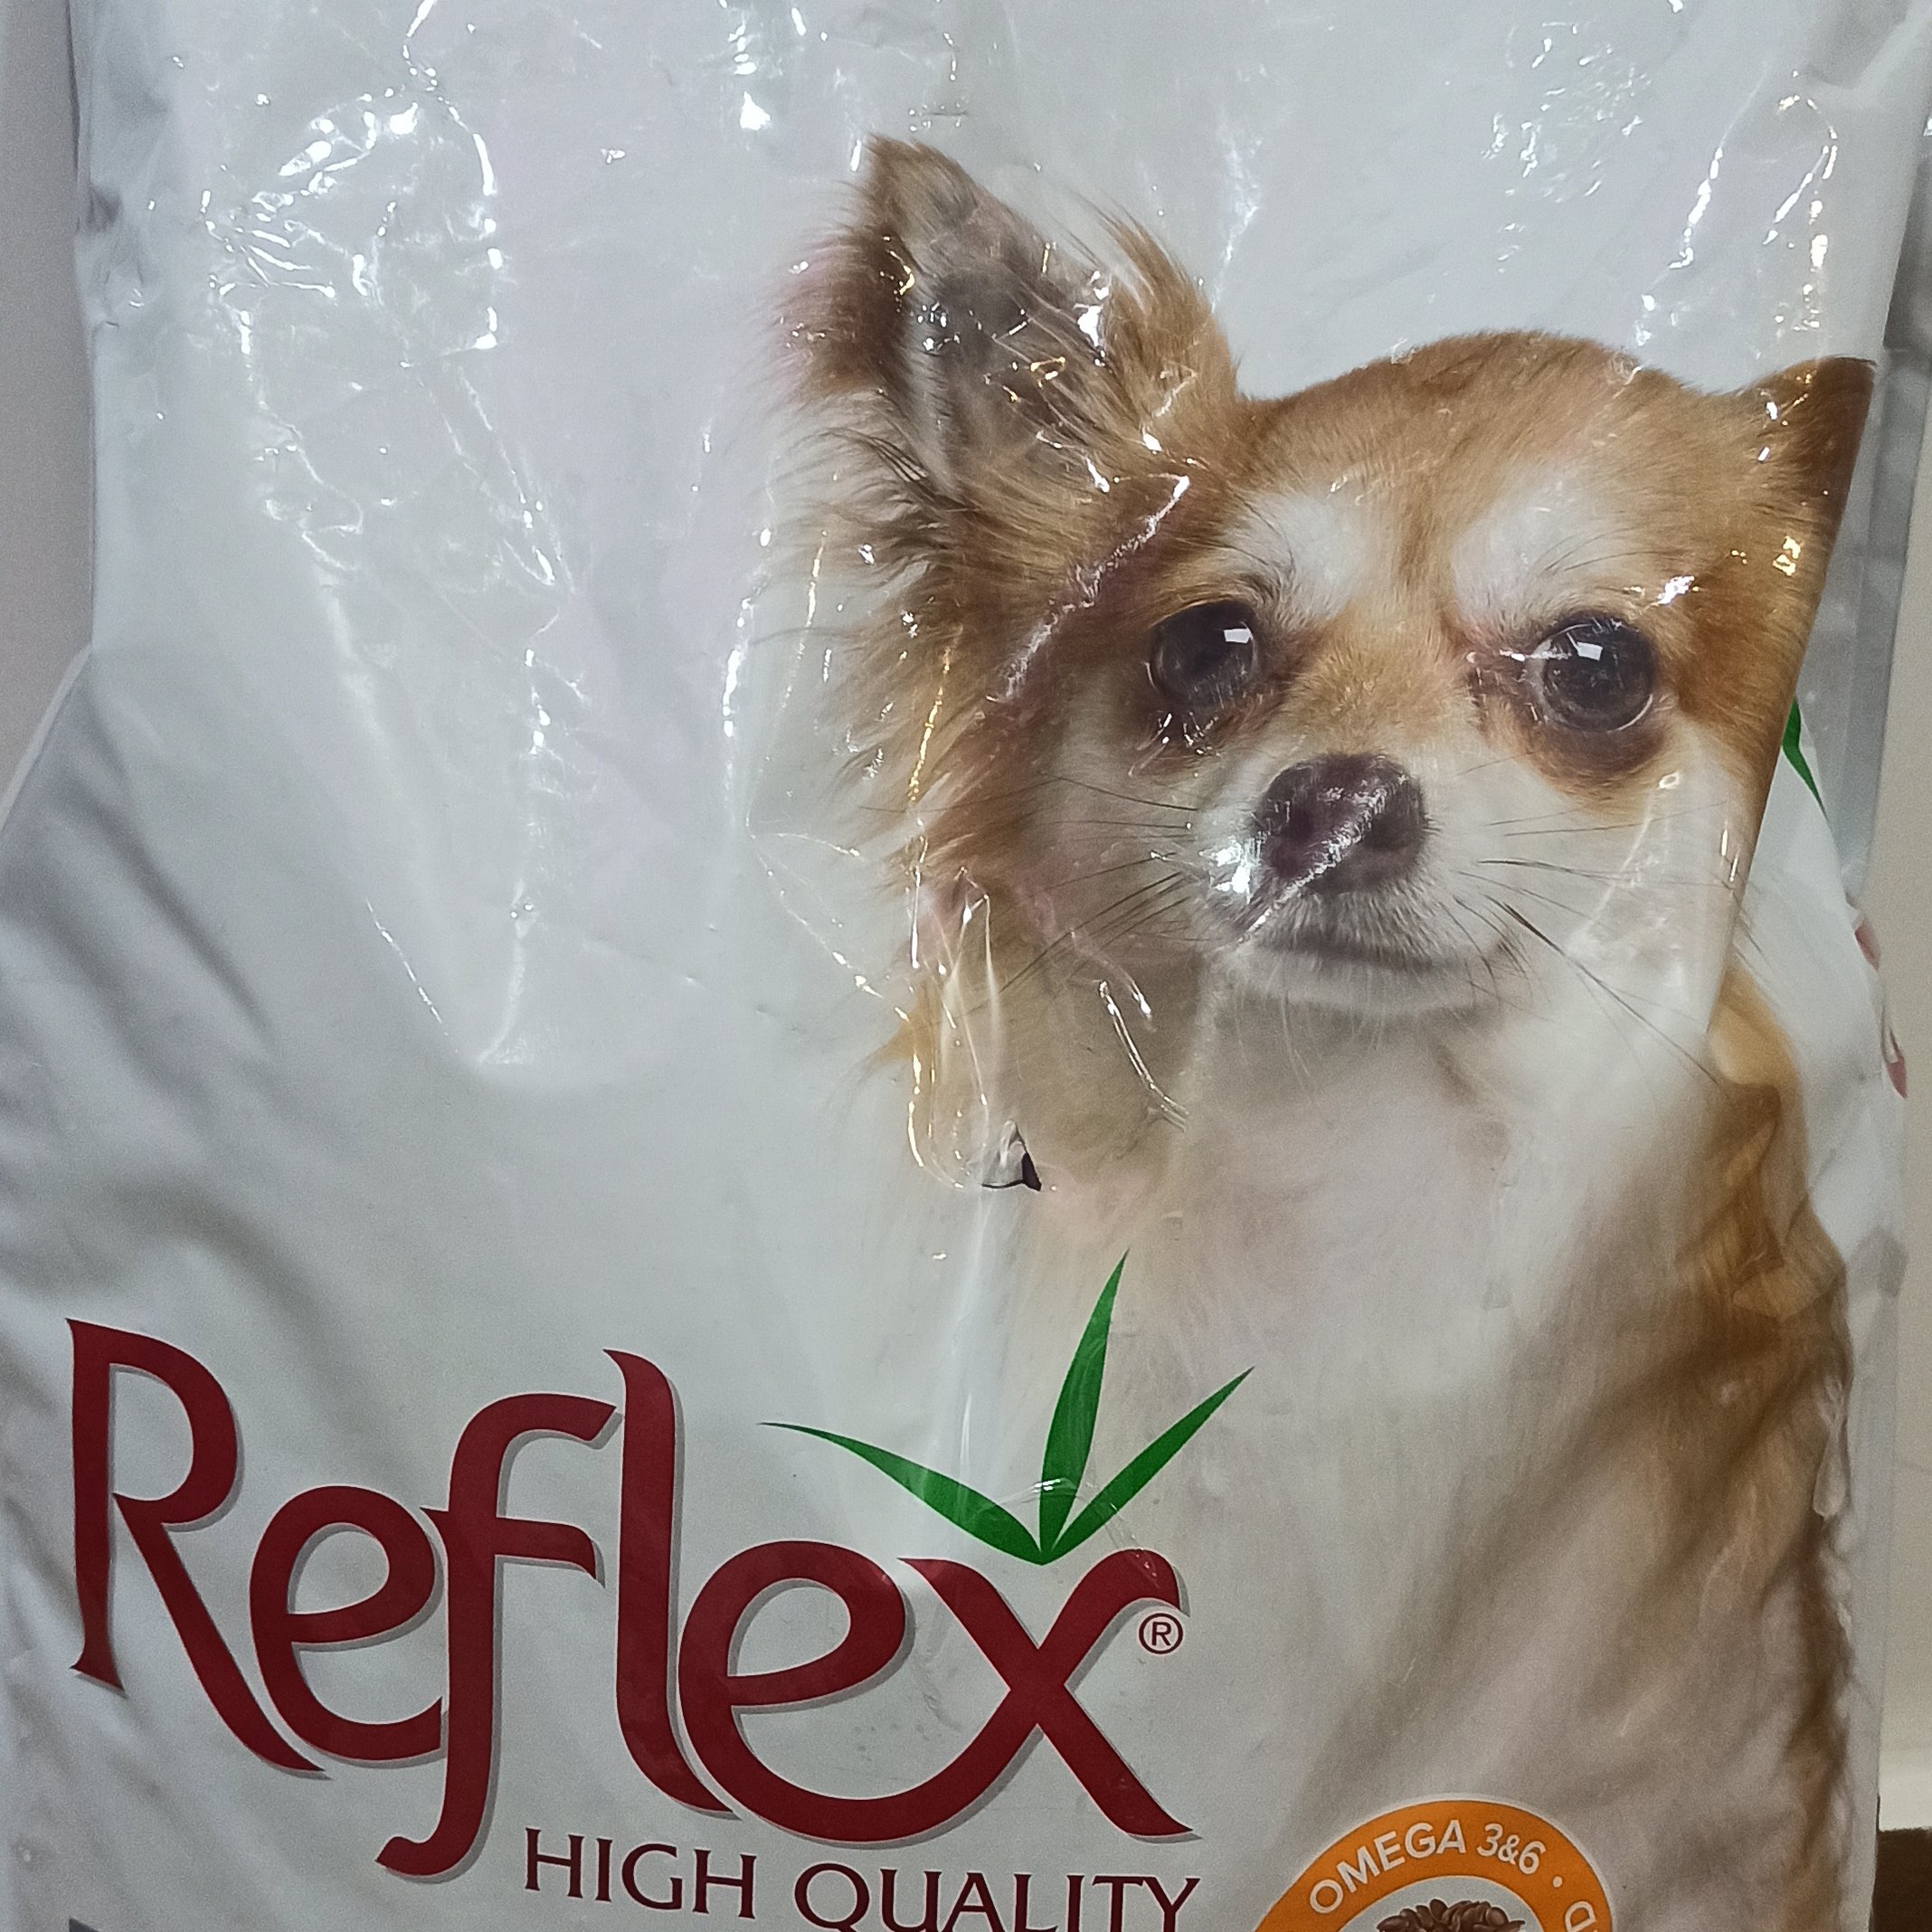 Reflex®
HIGH QUALITY
OMEGA 3&6 •